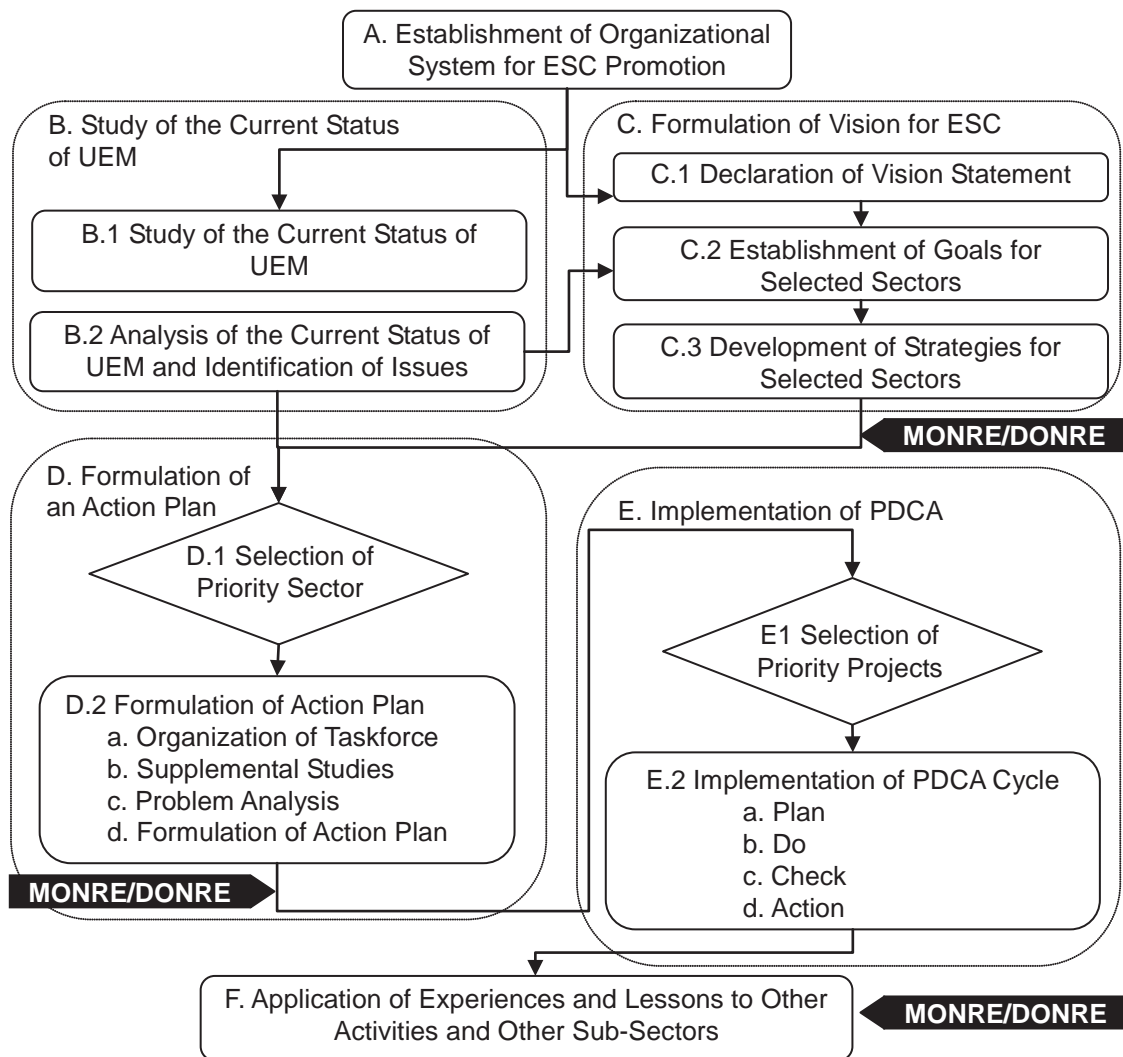 A. Establishment of Organizational
System for ESC Promotion
B. Study of the Current Status
of UEM
B.1 Study of the Current Status of
UEM
B.2 Analysis of the Current Status of
UEM and Identification of Issues
C. Formulation of Vision for ESC
C.1 Declaration of Vision Statement
C.2 Establishment of Goals for
Selected Sectors
C.3 Development of Strategies for
Selected Sectors
MONRE/DONRE
D. Formulation of
an Action Plan
D.1 Selection of
Priority Sector
D.2 Formulation of Action Plan
a. Organization of Taskforce
b. Supplemental Studies
c. Problem Analysis
d. Formulation of Action Plan
MONRE/DONRE
E. Implementation of PDCA
E1 Selection of
Priority Projects
E.2 Implementation of PDCA Cycle
a. Plan
b. Do
c. Check
d. Action
F. Application of Experiences and Lessons to Other
Activities and Other Sub-Sectors
MONRE/DONRE